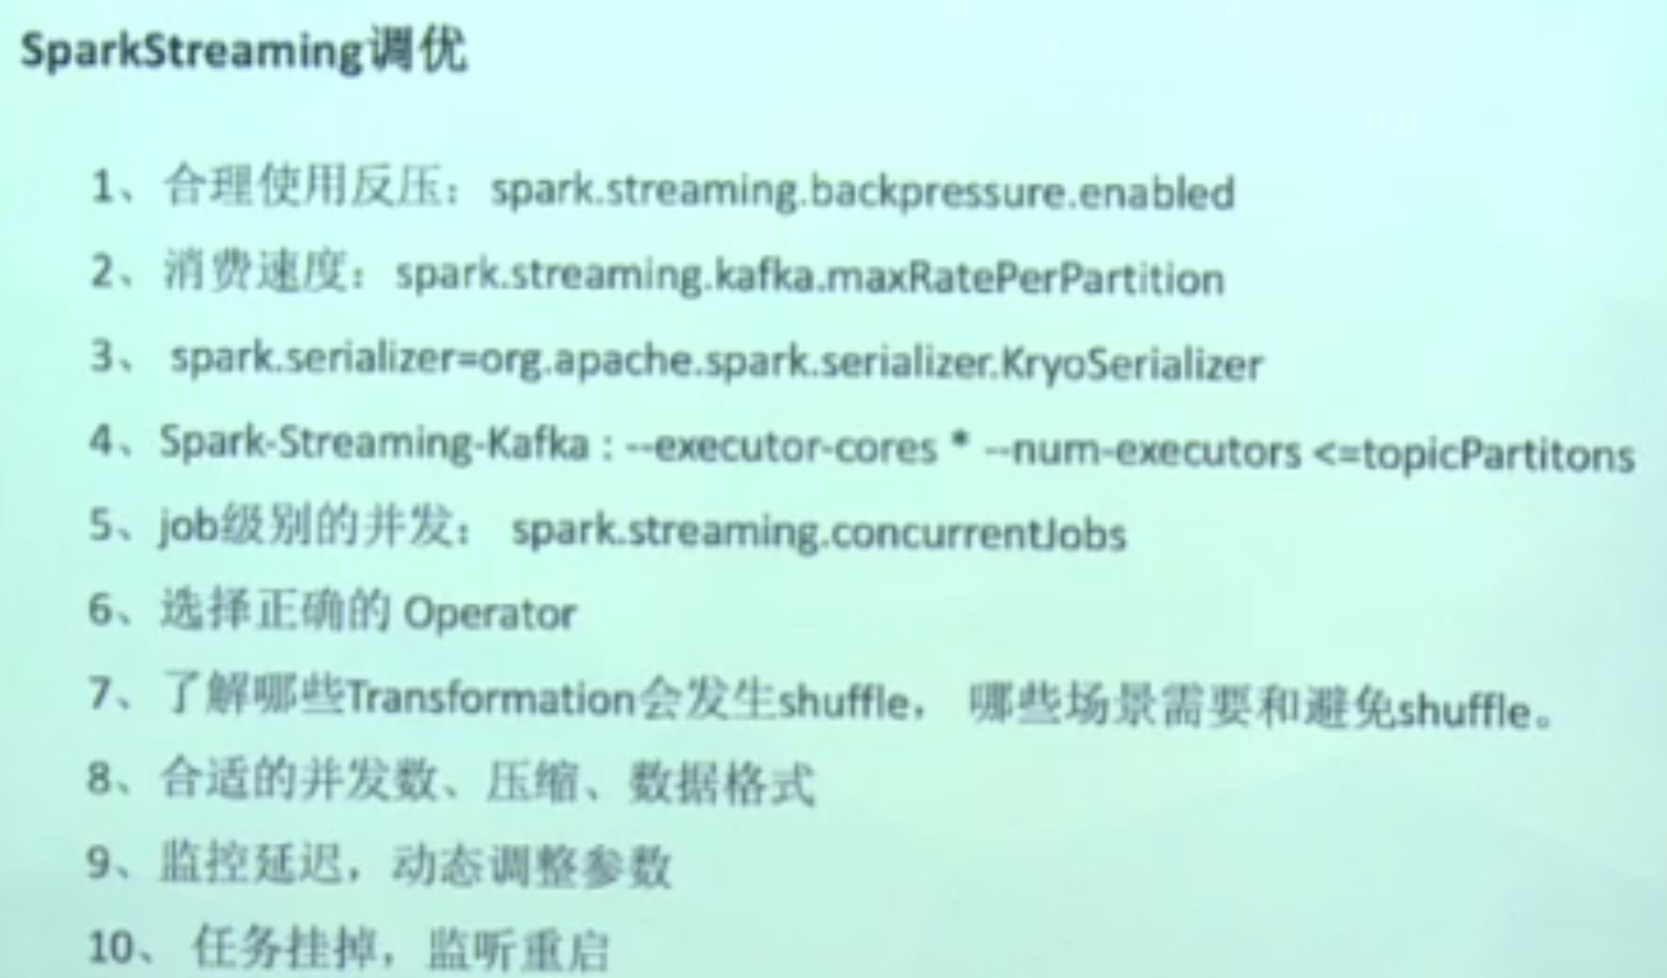 SparkStreaming调优
1、合理使用反压：spark.streaming.backpressure.enabled
2、消费速度：spark.streaming.kafka.maxRatePerPartition
3、 spark.serializer=org.apache.spark.serializer.KryoSerializer
4、Spark-Streaming-Kafka : --executor-cores * --num-executors <=topicPartitons
5、job级别的并发： spark.streaming.concurrentJobs
6、选择正确的 Operator
7、了解哪些Transformation会发生shuffle， 哪些场景需要和避免shuffle。
8、合适的并发数、压缩、数据格式
9、监控延迟，动态调整参数
10、 任务挂掉，监听重启